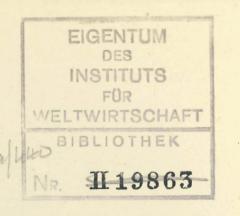 EIGENTUM
DES
INSTITUTS
FÜR
WELTWIRTSCHAFT
BIBLIOTHEK
NR. II 19863